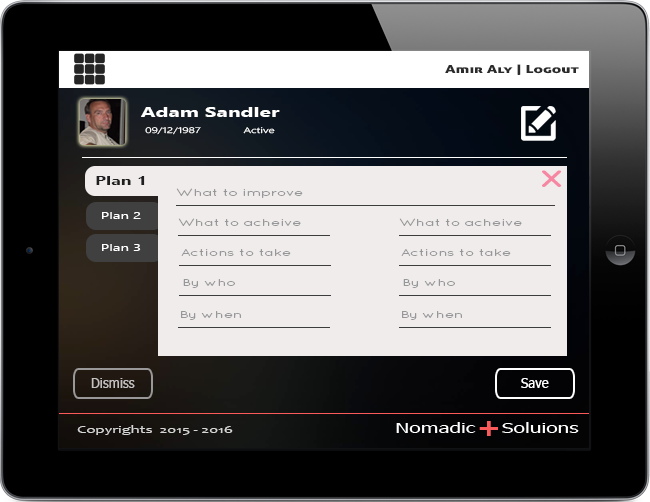 Amir Aly | Logout
Adam Sandler
09/12/1987 Active
Plan 1
Plan 2
Plan 3
What to improve
What to acheive What to acheive
Actions to take Actions to take
By who By who
By when By when
Dismiss Save
Copyrights 2015 - 2016 Nomadic Soluions